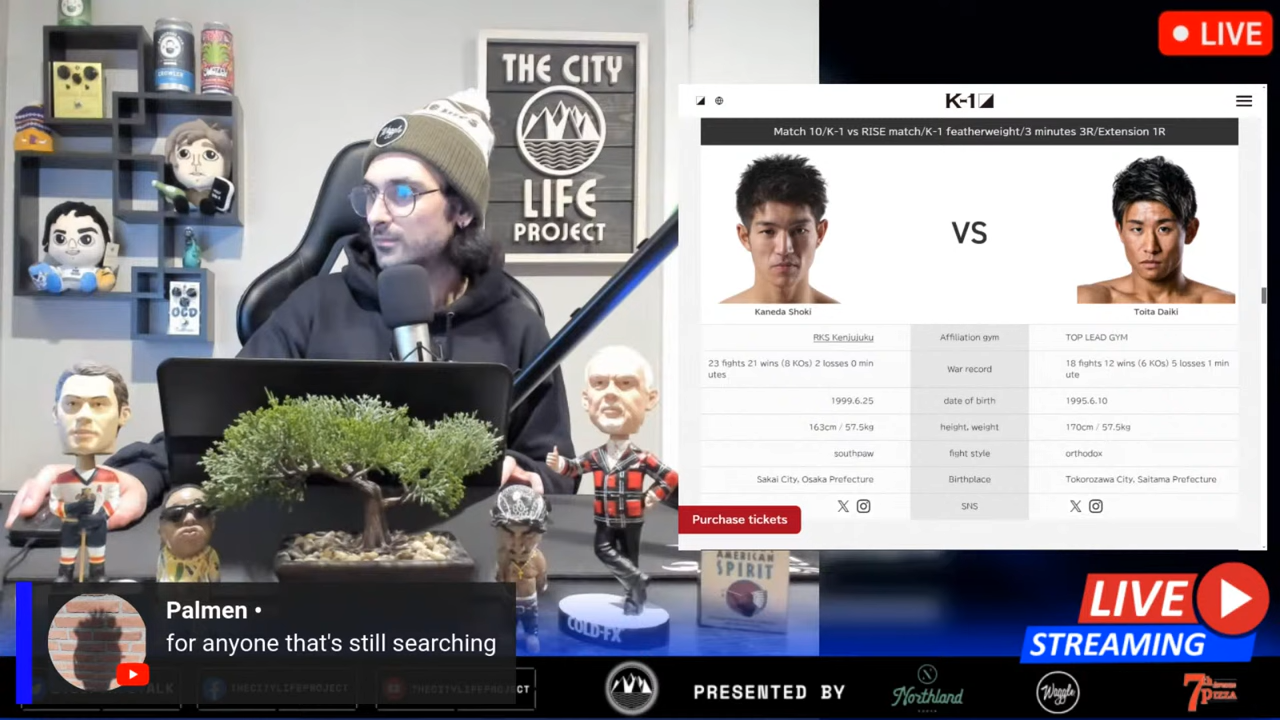 LIVE
THE CITY
LIFE
PROJECT
Waggle
OCD
K-1
Match 10/K-1 vs RISE match/K-1 featherweight/3 minutes 3R/Extension 1R
VS
Kaneda Shoki
Toita Daiki
RKS Kenjujuku
Affiliation gym
TOP LEAD GYM
23 fights 21 wins (8 KOs) 2 losses 0 min
utes
War record
18 fights 12 wins (6 KOs) 5 losses 1 min
ute
1999.6.25
date of birth
1995.6.10
163cm / 57.5kg
height, weight
170cm / 57.5kg
southpaw
fight style
orthodox
Sakai City, Osaka Prefecture
Birthplace
Tokorozawa City, Saitama Prefecture
SNS
Purchase tickets
AMERICAN
SPIRIT
COLD-FX
Palmen •
for anyone that's still searching
LIVE
STREAMING
THECITYLIFEPROJECT
THECITYLIFEPROJECT
PRESENTED BY
Northland
Waggle
7th
PIZZA